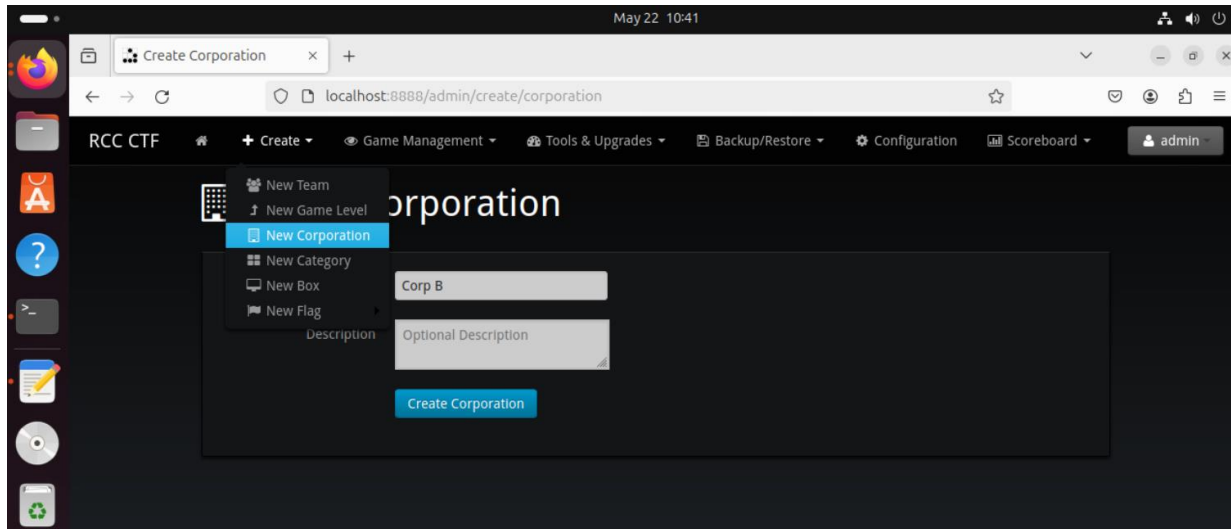 May 22 10:41
Create Corporation
localhost:8888/admin/create/corporation
RCC CTF Create Game Management Tools & Upgrades Backup/Restore Configuration Scoreboard admin
New Team
New Game Level
orporation
New Corporation
New Category
New Box
Corp B
New Flag
Description
Optional Description
Create Corporation